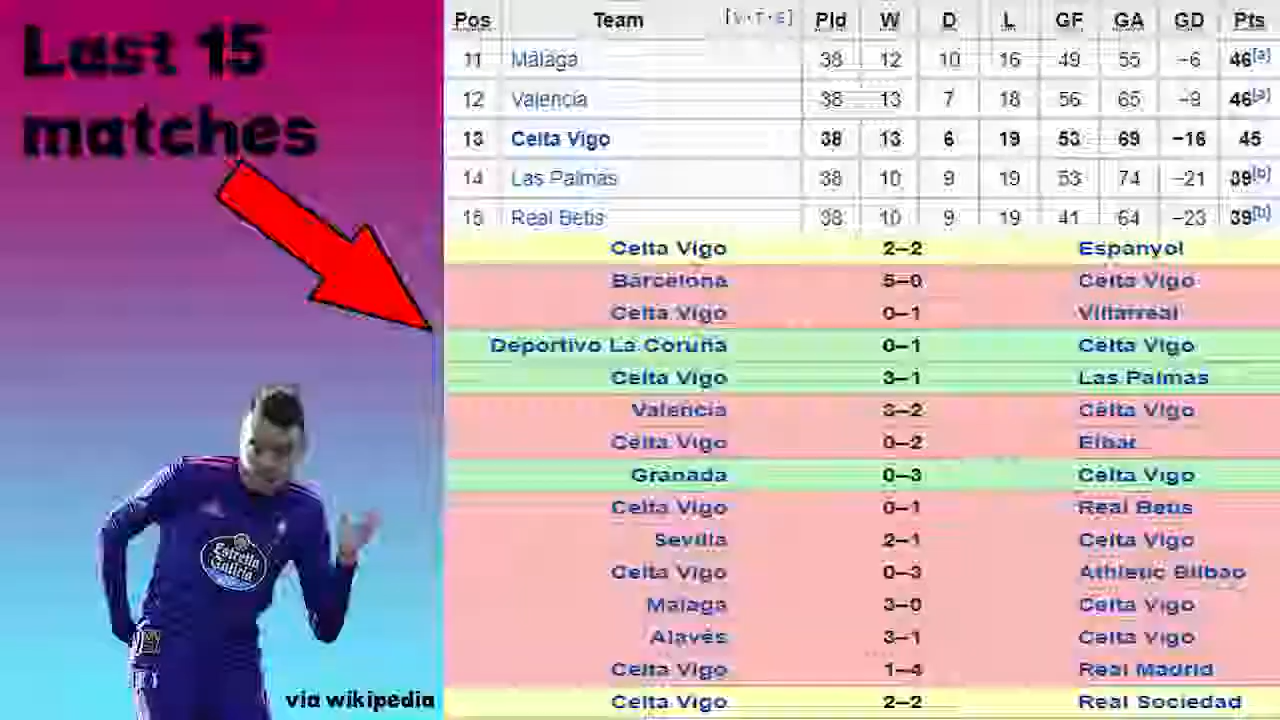 Last 15
matches
Pos Team [v·T·E] Pld W D L GF GA GD Pts
11 Málaga 38 12 10 16 49 55 −6 46[a]
12 Valencia 38 13 7 18 56 65 −9 46[a]
13 Celta Vigo 38 13 6 19 53 69 −16 45
14 Las Palmas 38 10 9 19 53 74 −21 39[b]
15 Real Betis 38 10 9 19 41 64 −23 39[b]
Celta Vigo 2–2 Espanyol
Barcelona 5–0 Celta Vigo
Celta Vigo 0–1 Villarreal
Deportivo La Coruña 0–1 Celta Vigo
Celta Vigo 3–1 Las Palmas
Valencia 3–2 Celta Vigo
Celta Vigo 0–2 Eibar
Granada 0–3 Celta Vigo
Celta Vigo 0–1 Real Betis
Sevilla 2–1 Celta Vigo
Celta Vigo 0–3 Athletic Bilbao
Málaga 3–0 Celta Vigo
Alavés 3–1 Celta Vigo
Celta Vigo 1–4 Real Madrid
Celta Vigo 2–2 Real Sociedad
Estrella
Galicia
via wikipedia